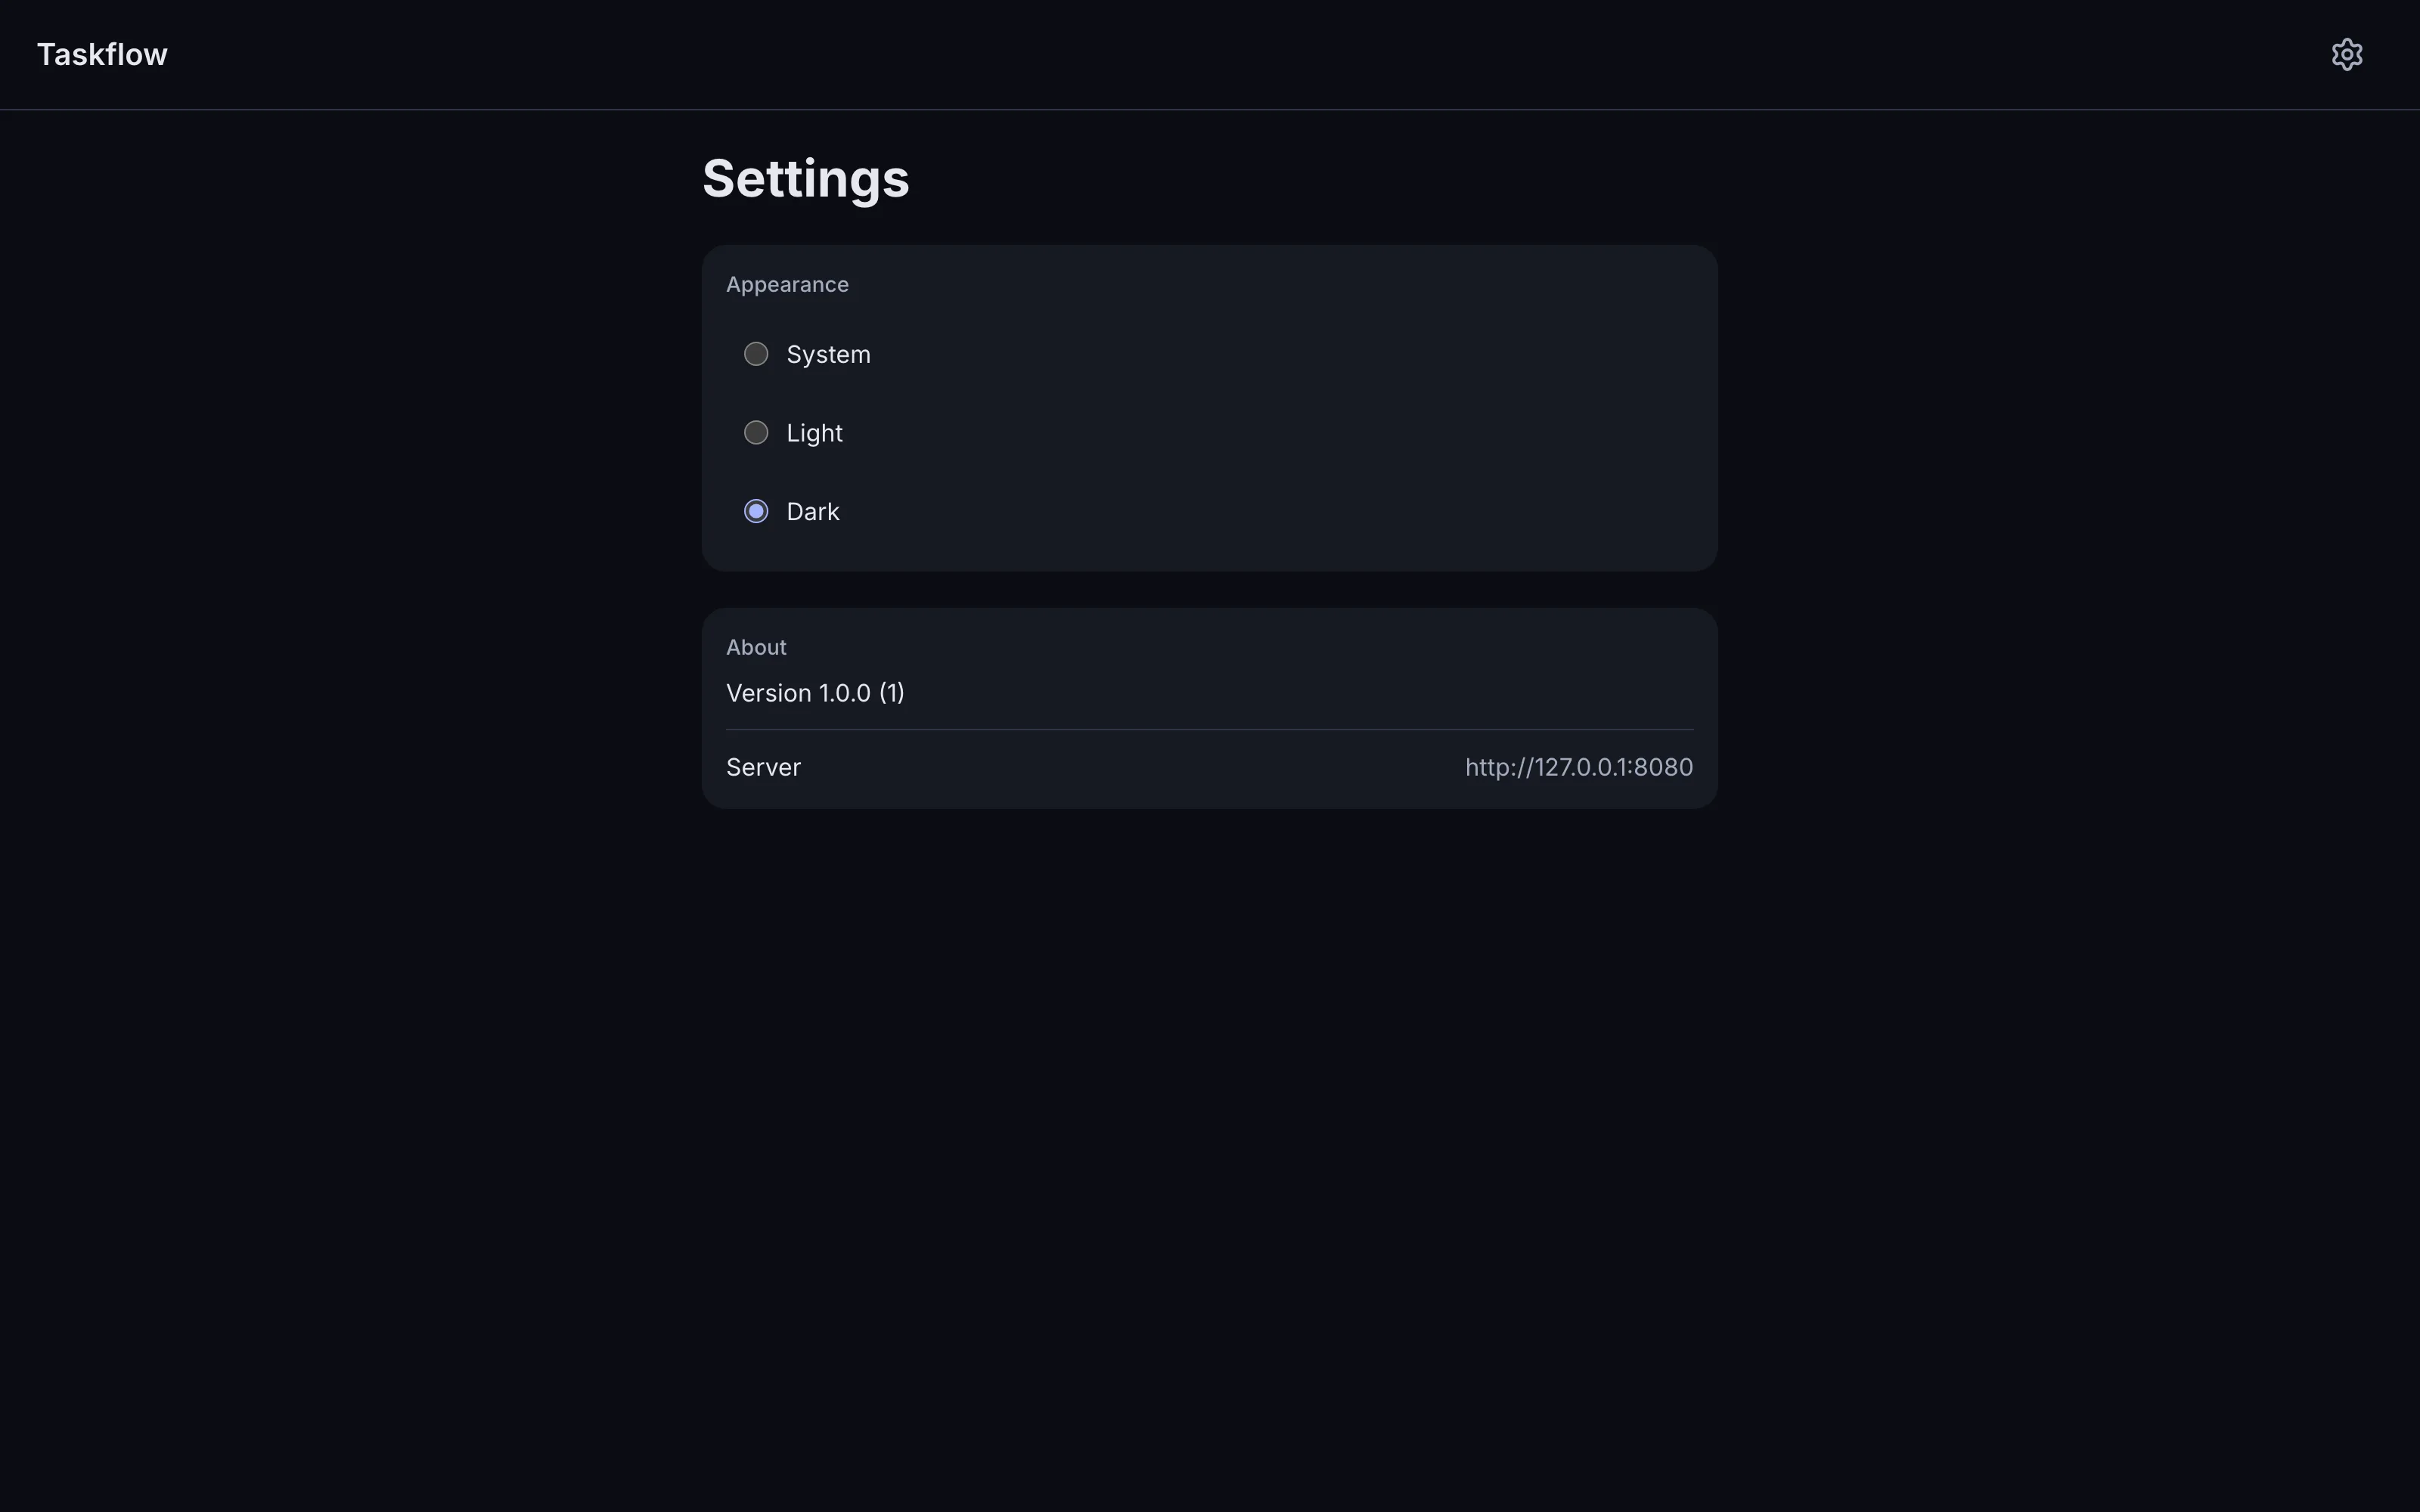 Taskflow
Settings
Appearance
System
Light
Dark
About
Version 1.0.0 (1)
Server http://127.0.0.1:8080